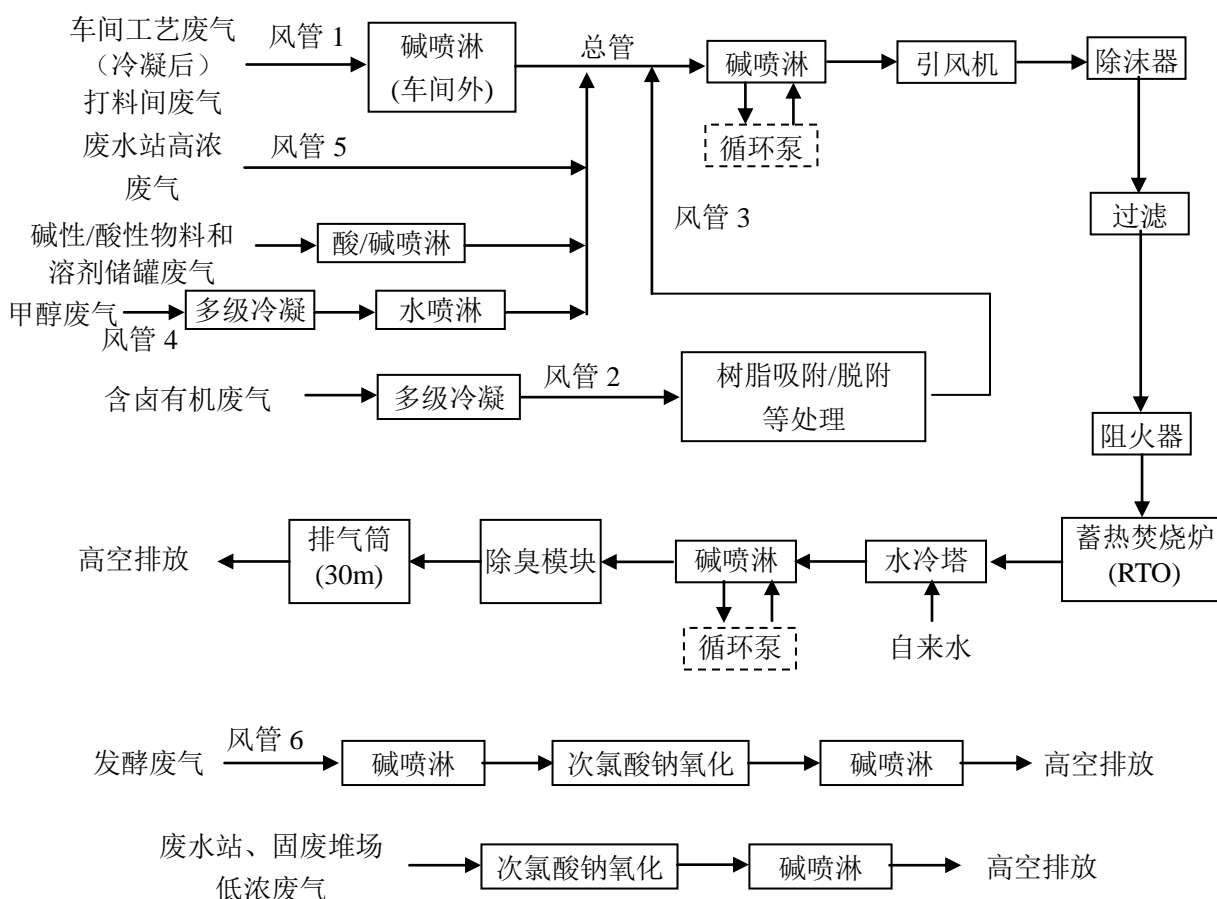 车间工艺废气
（冷凝后）
打料间废气
风管 1
碱喷淋
(车间外)
总管
碱喷淋
引风机
除沫器
循环泵
废水站高浓
废气
风管 5
过滤
风管 3
碱性/酸性物料和
溶剂储罐废气
酸/碱喷淋
甲醇废气
风管 4
多级冷凝
水喷淋
含卤有机废气
多级冷凝
风管 2
树脂吸附/脱附
等处理
阻火器
蓄热焚烧炉
(RTO)
水冷塔
自来水
碱喷淋
循环泵
除臭模块
排气筒
(30m)
高空排放
发酵废气
风管 6
碱喷淋
次氯酸钠氧化
碱喷淋
高空排放
废水站、固废堆场
低浓废气
次氯酸钠氧化
碱喷淋
高空排放